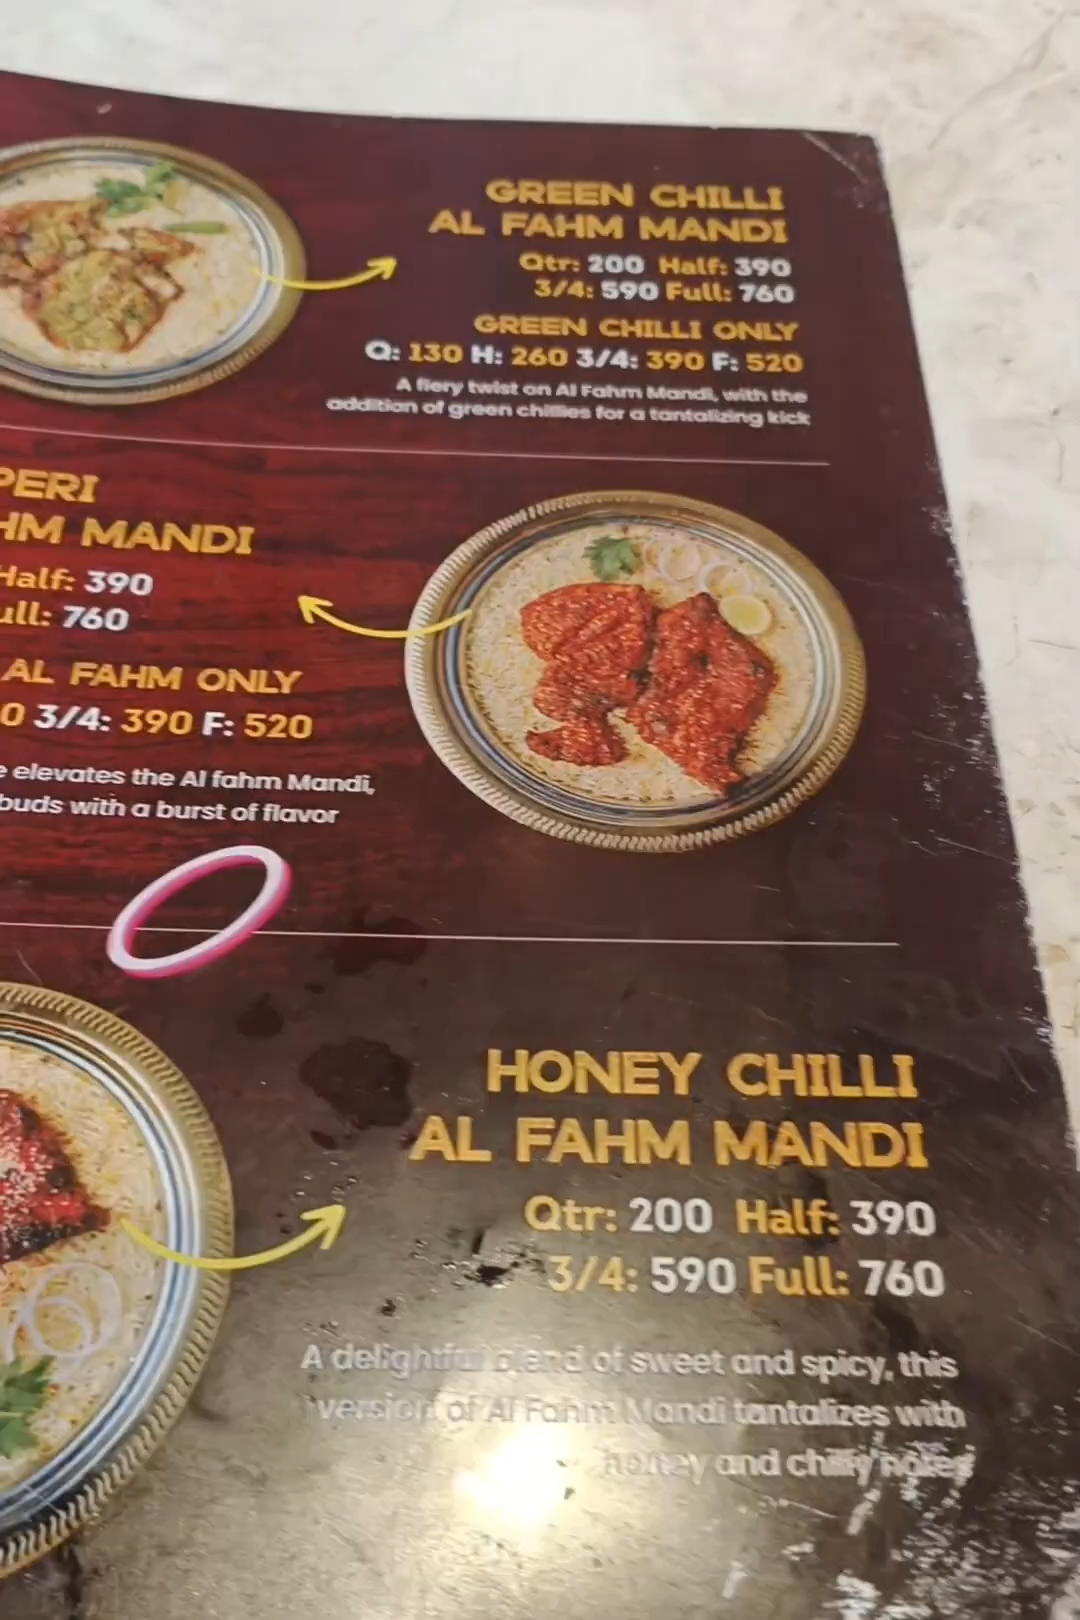 GREEN CHILLI
AL FAHM MANDI
Qtr: 200 Half: 390
3/4: 590 Full: 760
GREEN CHILLI ONLY
Q: 130 H: 260 3/4: 390 F: 520
A fiery twist on Al Fahm Mandi, with the
addition of green chillies for a tantalizing kick
PERI
HM MANDI
Half: 390
ull: 760
AL FAHM ONLY
0 3/4: 390 F: 520
e elevates the Al fahm Mandi,
buds with a burst of flavor
HONEY CHILLI
AL FAHM MANDI
Qtr: 200 Half: 390
3/4: 590 Full: 760
A delightful blend of sweet and spicy, this
version of Al Fahm Mandi tantalizes with
honey and chilly notes